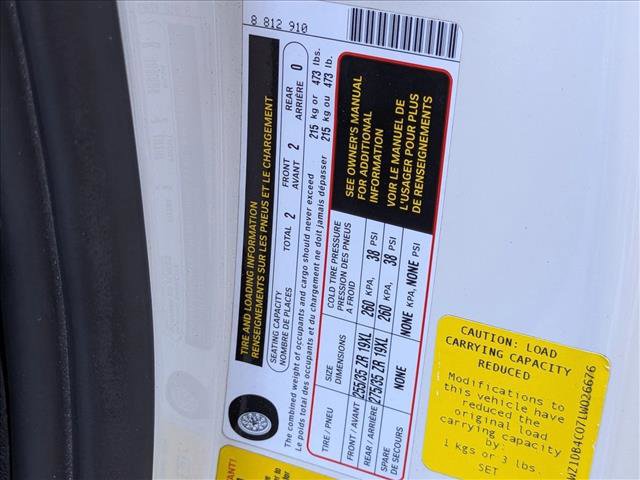 8 812 910
TIRE AND LOADING INFORMATION
RENSEIGNEMENTS SUR LES PNEUS ET LE CHARGEMENT
SEATING CAPACITY
NOMBRE DE PLACES
TOTAL 2
FRONT
AVANT 2
REAR
ARRIÈRE 0
The combined weight of occupants and cargo should never exceed 215 kg or 473 lbs.
Le poids total des occupants et du chargement ne doit jamais dépasser 215 kg ou 473 lb.
TIRE / PNEU
SIZE
DIMENSIONS
COLD TIRE PRESSURE
PRESSION DES PNEUS
A FROID
FRONT / AVANT 255/35 ZR 19XL 260 KPA, 38 PSI
REAR / ARRIÈRE 275/35 ZR 19XL 260 KPA, 38 PSI
SPARE
DE SECOURS NONE NONE KPA, NONE PSI
SEE OWNER'S MANUAL
FOR ADDITIONAL
INFORMATION
VOIR LE MANUEL DE
L'USAGER POUR PLUS
DE RENSEIGNEMENTS
CAUTION: LOAD
CARRYING CAPACITY
REDUCED
Modifications to
this vehicle have
reduced the
original load
carrying capacity
by:
1 kgs or 3 lbs.
SET
WZ1DB4C07LW026676